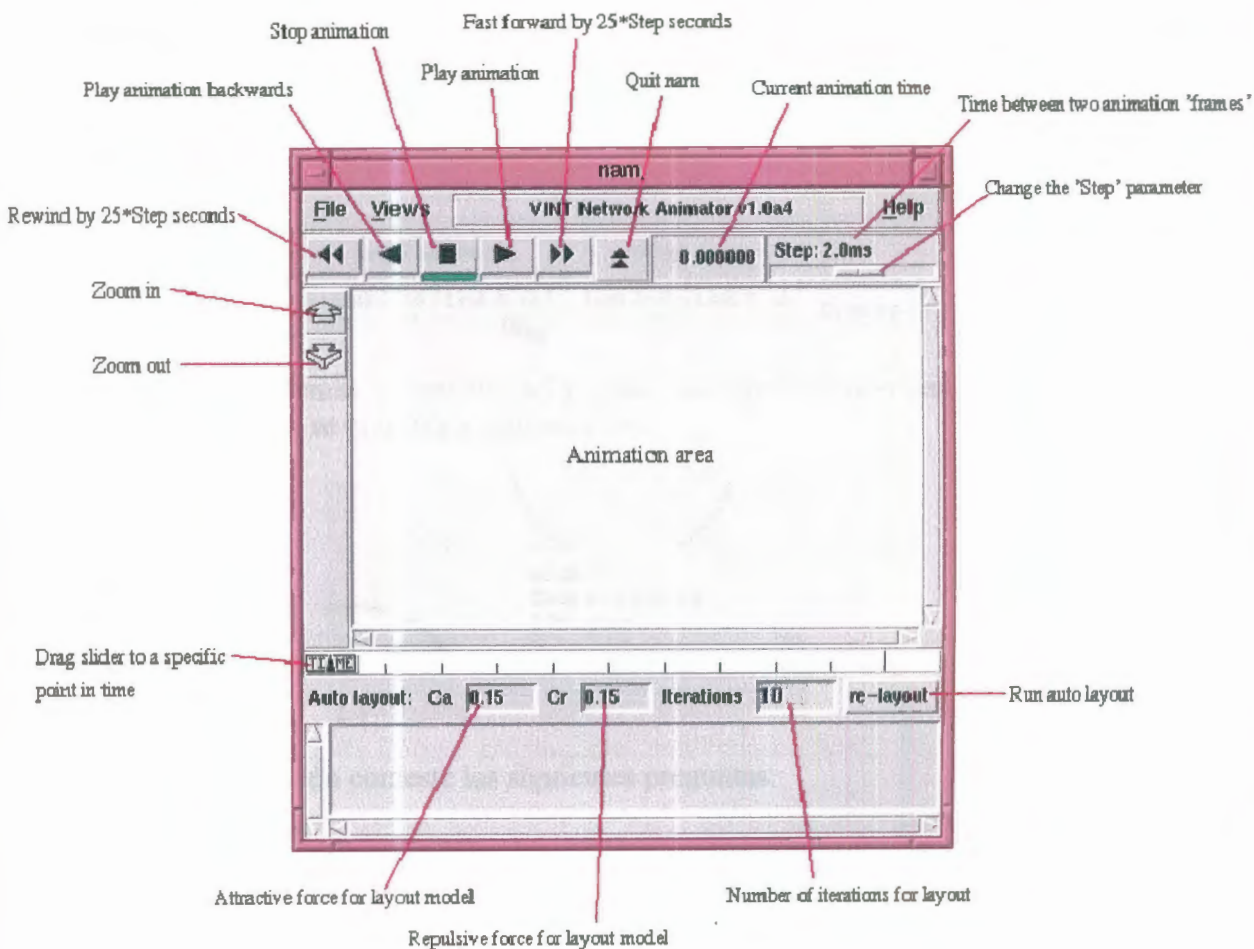 Fast forward by 25*Step seconds
Stop animation
Play animation
Quit nam
Play animation backwards
Current animation time
Time between two animation 'frames'
nam
Change the 'Step' parameter
File Views VINT Network Animator v1.0a4 Help
Rewind by 25*Step seconds
0.000000 Step: 2.0ms
Zoom in
Zoom out
Animation area
Drag slider to a specific
point in time
TIME
Auto layout: Ca 0.15 Cr 0.15 Iterations 10 re-layout
Run auto layout
las siguientes preguntas.
Attractive force for layout model
Number of iterations for layout
Repulsive force for layout model